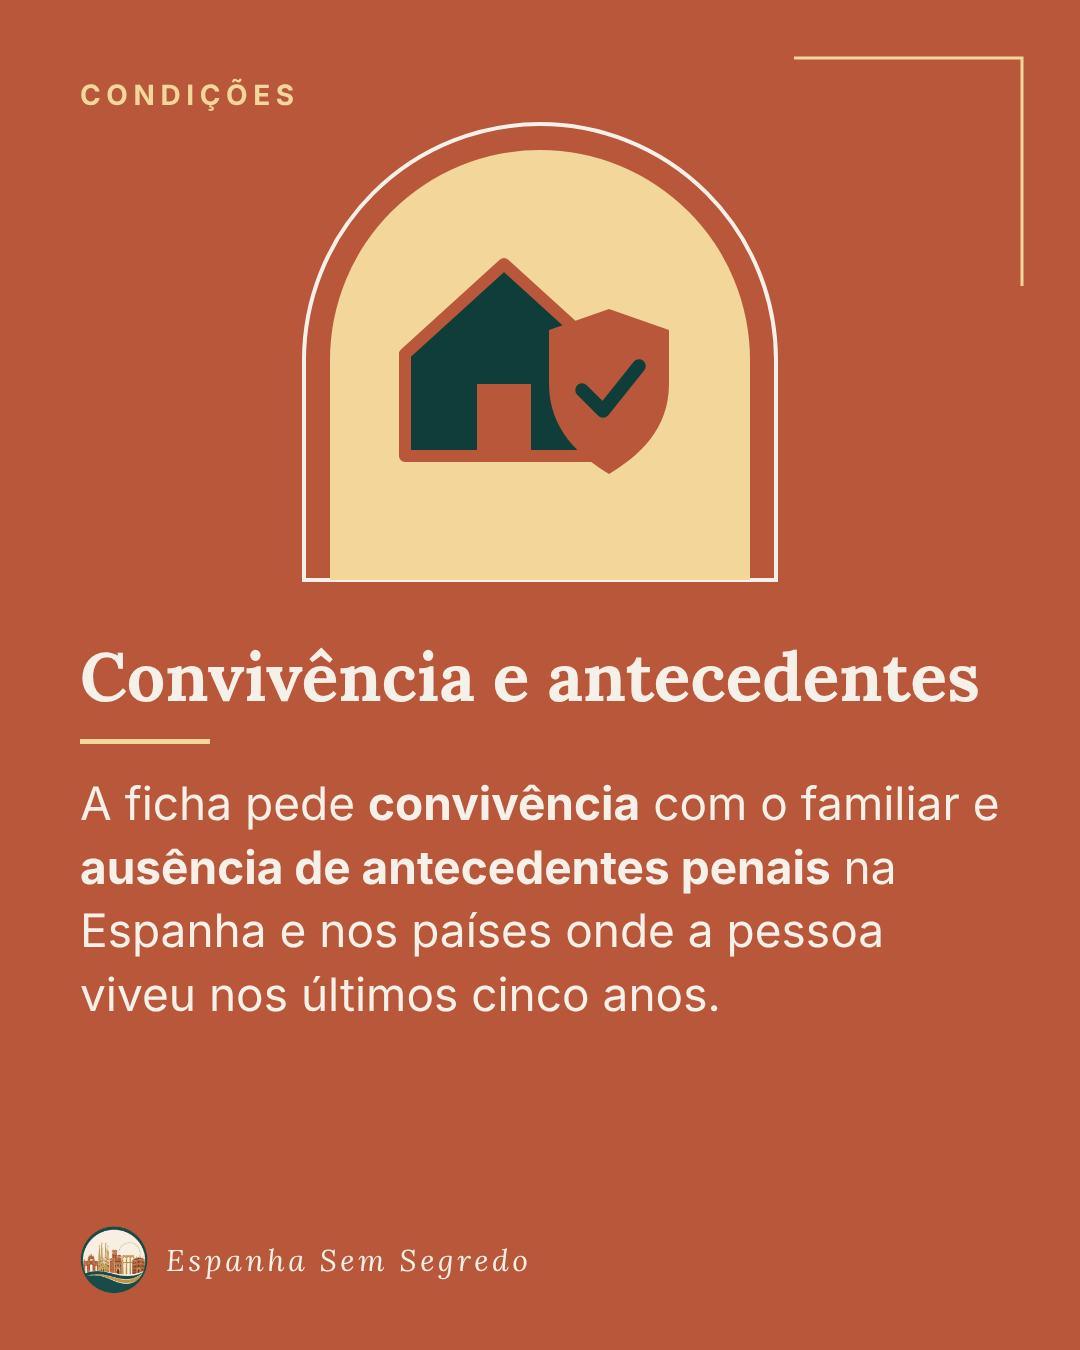 CONDIÇÕES
Convivência e antecedentes
A ficha pede convivência com o familiar e
ausência de antecedentes penais na
Espanha e nos países onde a pessoa
viveu nos últimos cinco anos.
Espanha Sem Segredo